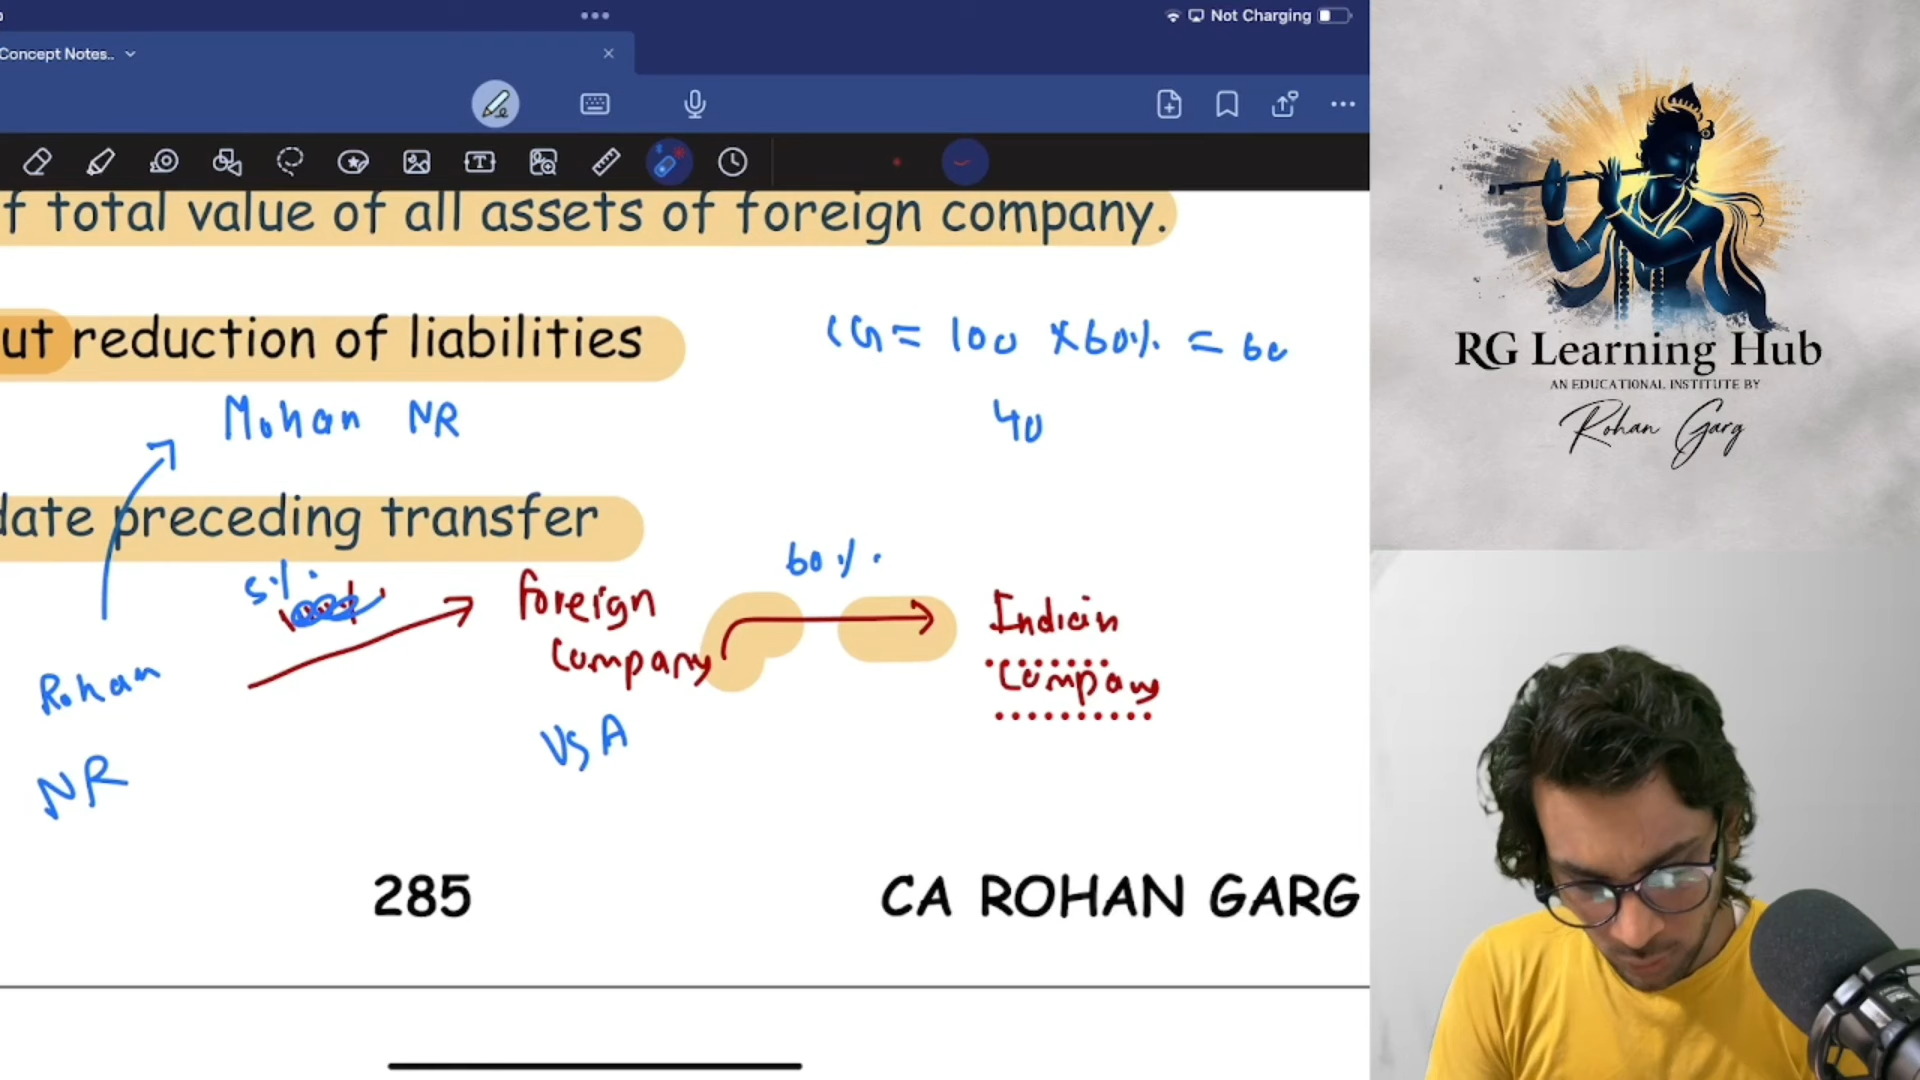 Not Charging
Concept Notes..
f total value of all assets of foreign company.
ut reduction of liabilities
CG = 100 x 60% = 60
40
Mohan NR
date preceding transfer
5%
60%
Foreign
Company
Indian
Company
Rohan
NR
USA
285
CA ROHAN GARG
RG Learning Hub
AN EDUCATIONAL INSTITUTE BY
Rohan Garg